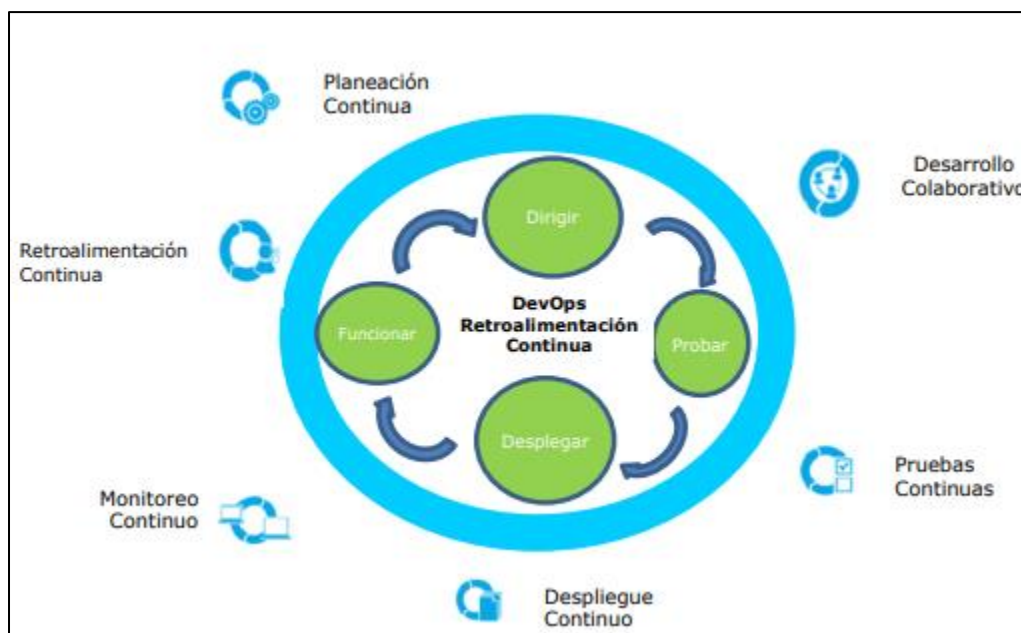 Planeación
Continua
Desarrollo
Colaborativo
Dirigir
Retroalimentación
Continua
DevOps
Retroalimentación
Continua
Funcionar
Probar
Desplegar
Pruebas
Continuas
Monitoreo
Continuo
Despliegue
Continuo